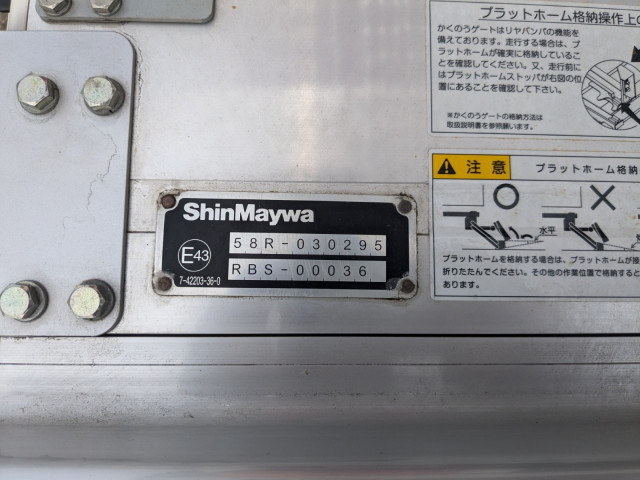 プラットホーム格納操作上の
かくのうゲートはリヤバンパの機能を
備えております。走行する場合は、プ
ラットホームが確実に格納しているこ
とを確認してください。又、走行前に
はプラットホームストッパが右図の位
置にあることを確認して下さい。
※かくのうゲートの格納方法は
取扱説明書を参照願います。
注意
プラットホーム格納
水平
プラットホームを格納する場合は、プラットホームが接
折りたたんでください。その他の作業位置で格納すると
ShinMaywa
E43
58R-030295
RBS-00036
7-42203-36-0